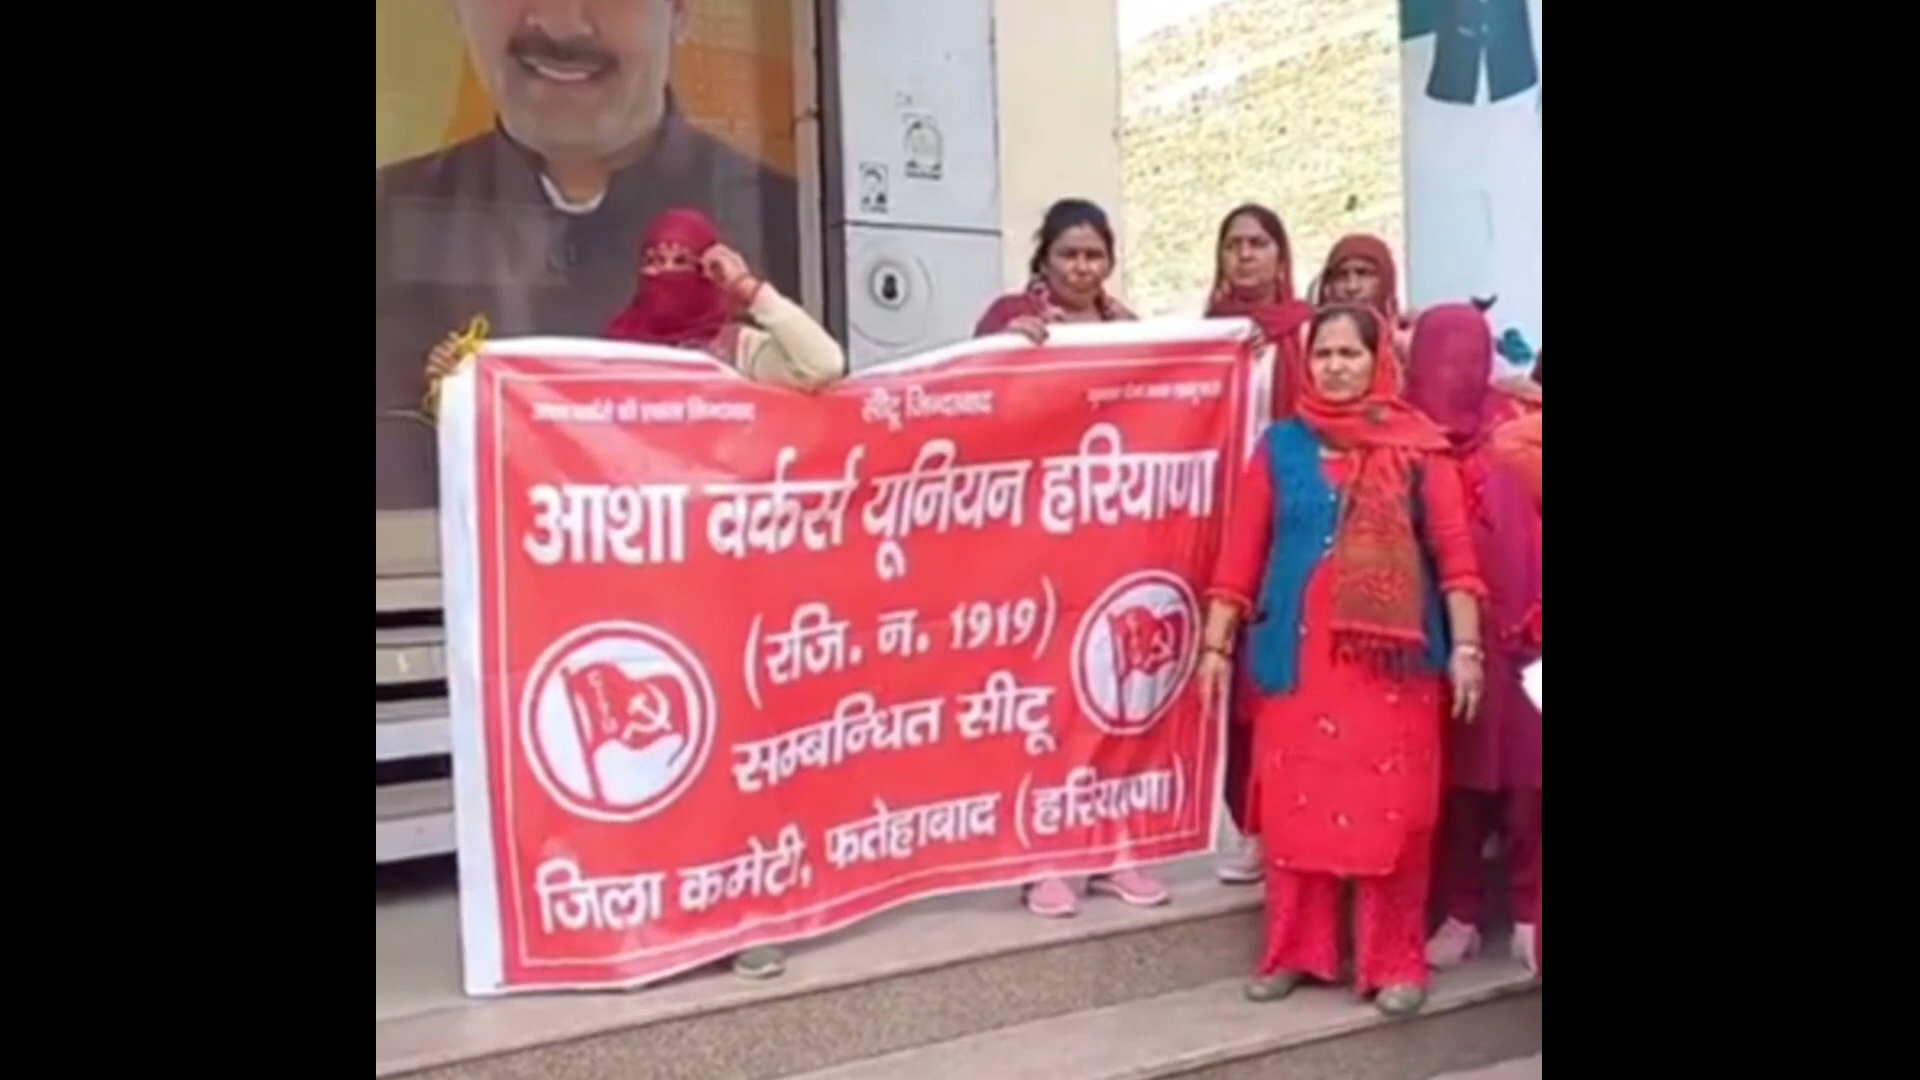 सीटू जिन्दाबाद
आशा वर्कर्स यूनियन हरियाणा
(रजि. न. 1919)
सम्बन्धित सीटू
जिला कमेटी, फतेहाबाद (हरियाणा)